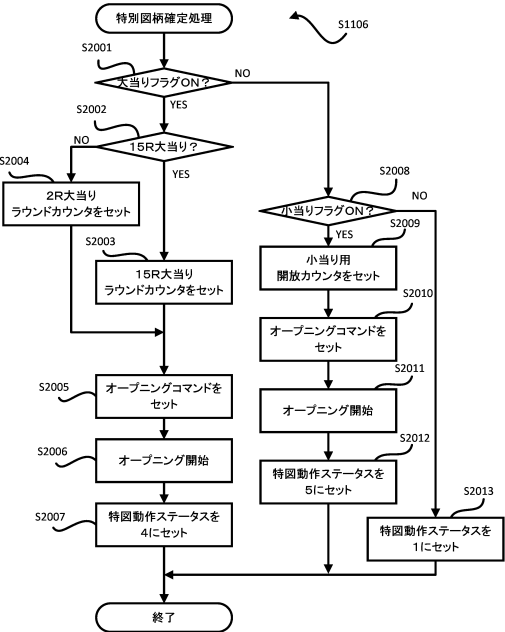 特別図柄確定処理
S1106
S2001
大当りフラグON?
NO
YES
S2002
15R大当り?
NO
YES
S2004
2R大当り
ラウンドカウンタをセット
S2003
15R大当り
ラウンドカウンタをセット
S2005
オープニングコマンドを
セット
S2006
オープニング開始
S2007
特図動作ステータスを
4にセット
S2008
小当りフラグON?
NO
YES
S2009
小当り用
開放カウンタをセット
S2010
オープニングコマンドを
セット
S2011
オープニング開始
S2012
特図動作ステータスを
5にセット
S2013
特図動作ステータスを
1にセット
終了